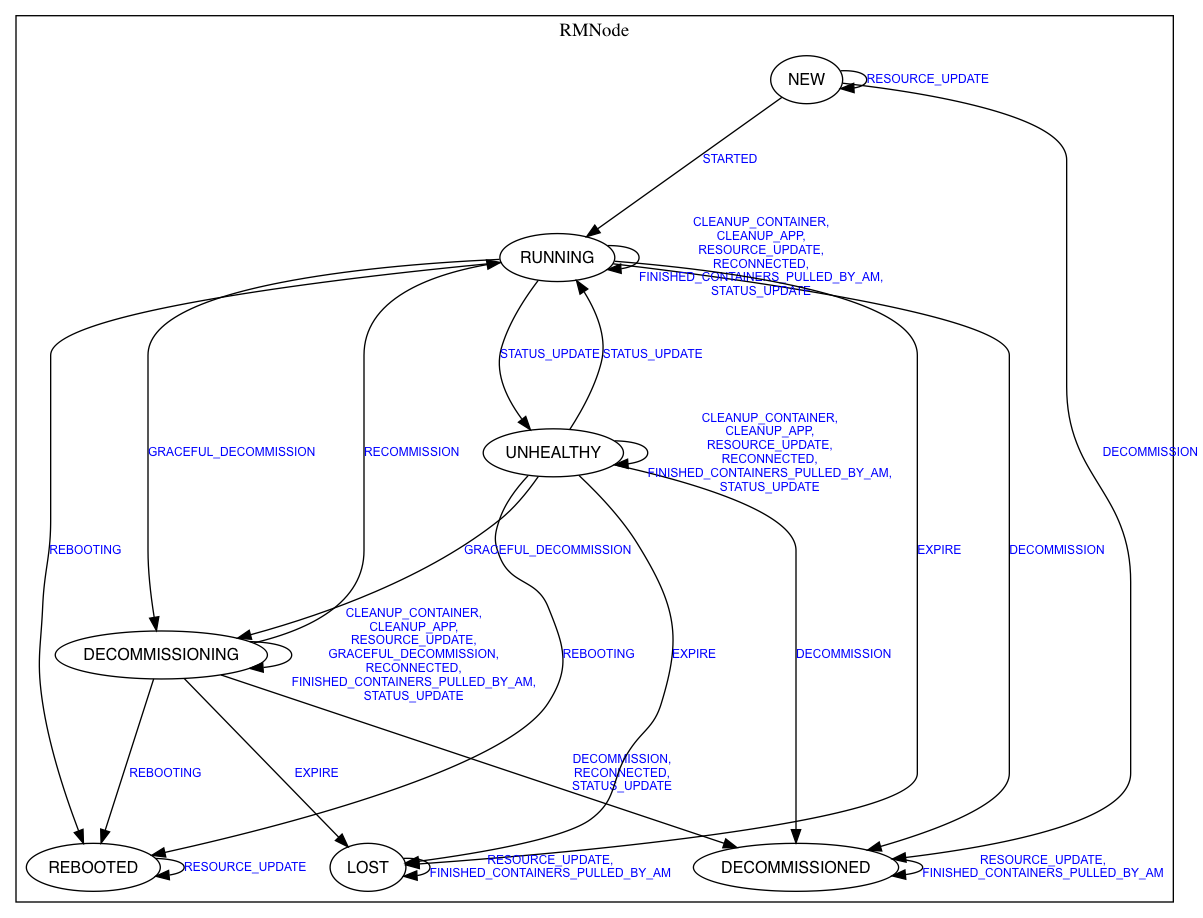 RMNode
NEW
RESOURCE_UPDATE
STARTED
RUNNING
CLEANUP_CONTAINER,
CLEANUP_APP,
RESOURCE_UPDATE,
RECONNECTED,
FINISHED_CONTAINERS_PULLED_BY_AM,
STATUS_UPDATE
STATUS_UPDATE
STATUS_UPDATE
GRACEFUL_DECOMMISSION
RECOMMISSION
UNHEALTHY
CLEANUP_CONTAINER,
CLEANUP_APP,
RESOURCE_UPDATE,
RECONNECTED,
FINISHED_CONTAINERS_PULLED_BY_AM,
STATUS_UPDATE
DECOMMISSION
REBOOTING
GRACEFUL_DECOMMISSION
EXPIRE
DECOMMISSION
DECOMMISSIONING
CLEANUP_CONTAINER,
CLEANUP_APP,
RESOURCE_UPDATE,
GRACEFUL_DECOMMISSION,
RECONNECTED,
FINISHED_CONTAINERS_PULLED_BY_AM,
STATUS_UPDATE
REBOOTING
EXPIRE
DECOMMISSION
REBOOTING
EXPIRE
DECOMMISSION,
RECONNECTED,
STATUS_UPDATE
REBOOTED
RESOURCE_UPDATE
LOST
RESOURCE_UPDATE,
FINISHED_CONTAINERS_PULLED_BY_AM
DECOMMISSIONED
RESOURCE_UPDATE,
FINISHED_CONTAINERS_PULLED_BY_AM